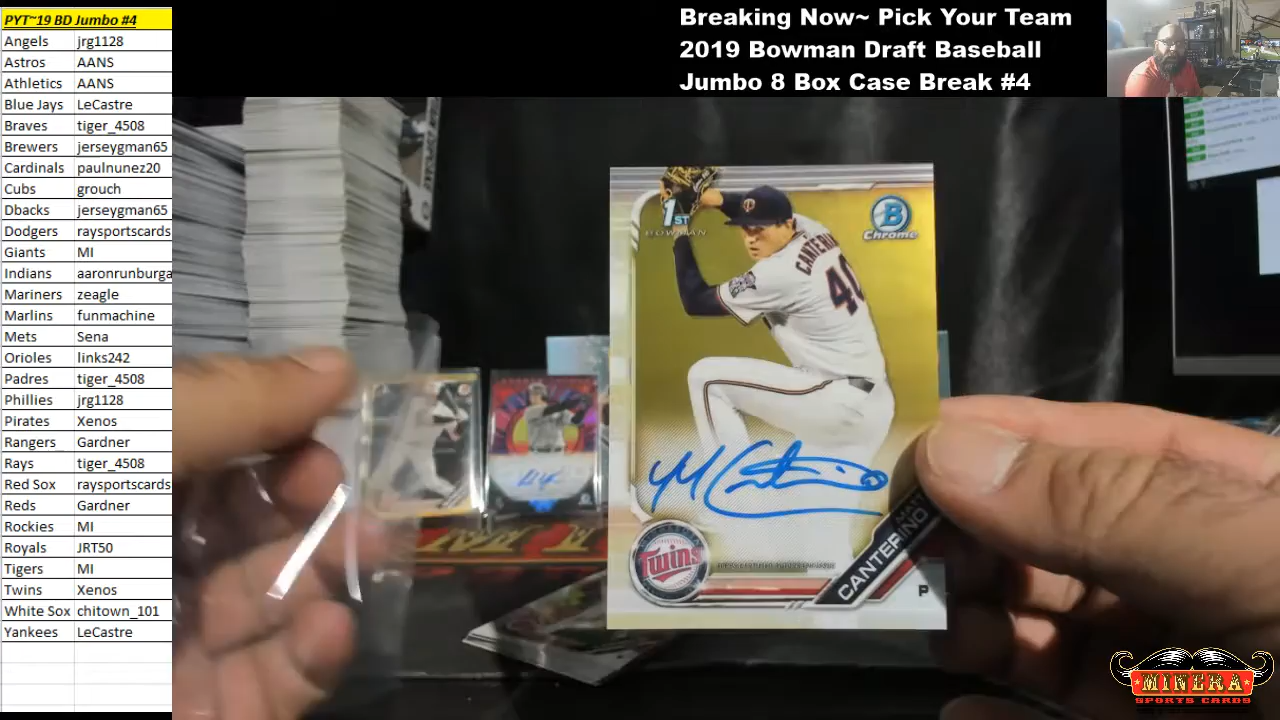 PYT~19 BD Jumbo #4
Angels jrg1128
Astros AANS
Athletics AANS
Blue Jays LeCastre
Braves tiger_4508
Brewers jerseygman65
Cardinals paulnunez20
Cubs grouch
Dbacks jerseygman65
Dodgers raysportscards
Giants MI
Indians aaronrunburga
Mariners zeagle
Marlins funmachine
Mets Sena
Orioles links242
Padres tiger_4508
Phillies jrg1128
Pirates Xenos
Rangers Gardner
Rays tiger_4508
Red Sox raysportscards
Reds Gardner
Rockies MI
Royals JRT50
Tigers MI
Twins Xenos
White Sox chitown_101
Yankees LeCastre
Breaking Now~ Pick Your Team
2019 Bowman Draft Baseball
Jumbo 8 Box Case Break #4
1ST
BOWMAN
B
Chrome
40
Twins
MATT
CANTERINO
P
MINERA
SPORTS CARDS